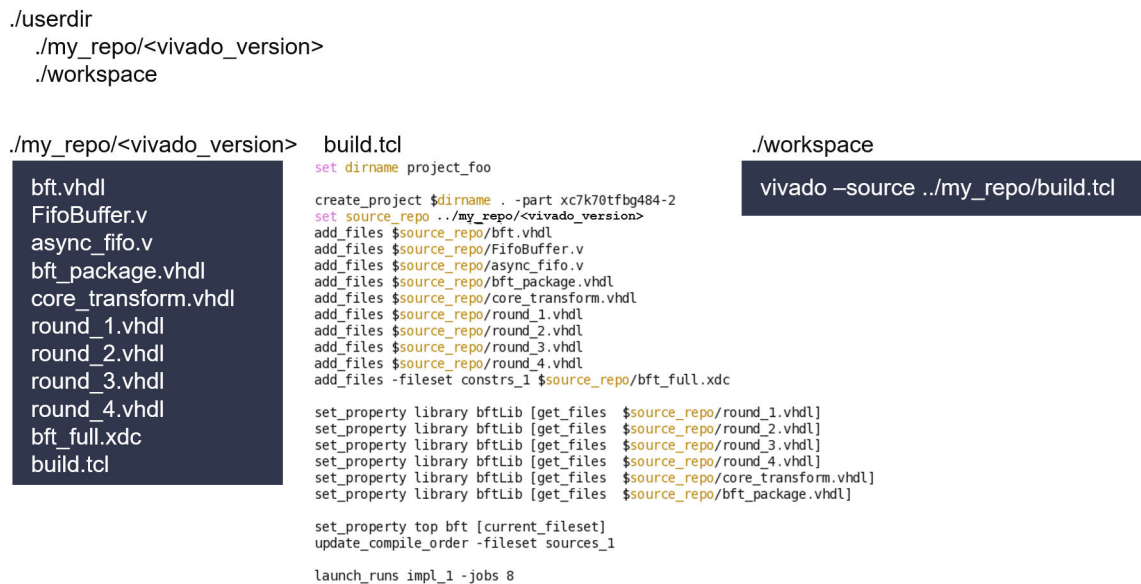 ./userdir
./my_repo/<vivado_version>
./workspace
./my_repo/<vivado_version>
bft.vhdl
FifoBuffer.v
async_fifo.v
bft_package.vhdl
core_transform.vhdl
round_1.vhdl
round_2.vhdl
round_3.vhdl
round_4.vhdl
bft_full.xdc
build.tcl
build.tcl
set dirname project_foo
create_project $dirname . -part xc7k70tfbg484-2
set source_repo ../my_repo/<vivado_version>
add_files $source_repo/bft.vhdl
add_files $source_repo/FifoBuffer.v
add_files $source_repo/async_fifo.v
add_files $source_repo/bft_package.vhdl
add_files $source_repo/core_transform.vhdl
add_files $source_repo/round_1.vhdl
add_files $source_repo/round_2.vhdl
add_files $source_repo/round_3.vhdl
add_files $source_repo/round_4.vhdl
add_files -fileset constrs_1 $source_repo/bft_full.xdc
set_property library bftLib [get_files  $source_repo/round_1.vhdl]
set_property library bftLib [get_files  $source_repo/round_2.vhdl]
set_property library bftLib [get_files  $source_repo/round_3.vhdl]
set_property library bftLib [get_files  $source_repo/round_4.vhdl]
set_property library bftLib [get_files  $source_repo/core_transform.vhdl]
set_property library bftLib [get_files  $source_repo/bft_package.vhdl]
set_property top bft [current_fileset]
update_compile_order -fileset sources_1
launch_runs impl_1 -jobs 8
./workspace
vivado –source ../my_repo/build.tcl